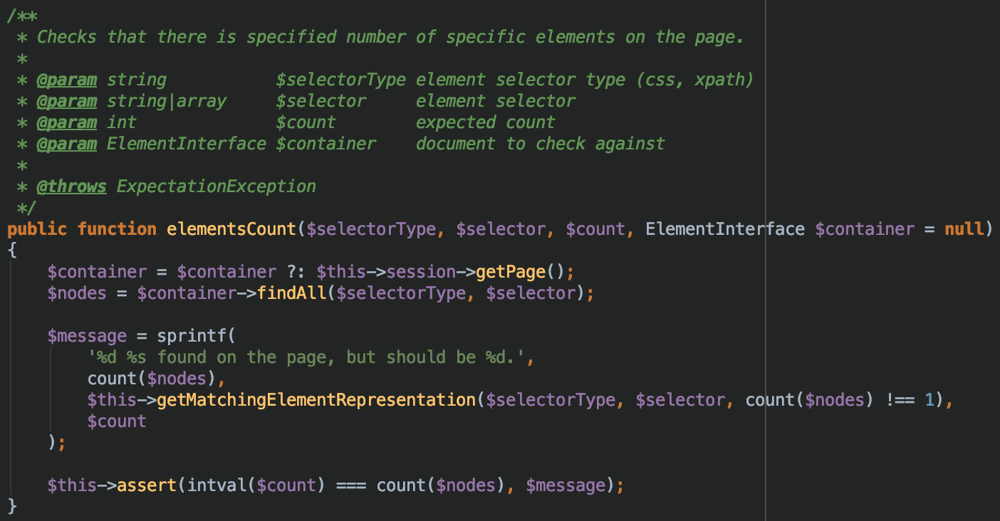 /**
 * Checks that there is specified number of specific elements on the page.
 *
 * @param string           $selectorType element selector type (css, xpath)
 * @param string|array     $selector     element selector
 * @param int              $count        expected count
 * @param ElementInterface $container    document to check against
 *
 * @throws ExpectationException
 */
public function elementsCount($selectorType, $selector, $count, ElementInterface $container = null)
{
    $container = $container ?: $this->session->getPage();
    $nodes = $container->findAll($selectorType, $selector);

    $message = sprintf(
        '%d %s found on the page, but should be %d.',
        count($nodes),
        $this->getMatchingElementRepresentation($selectorType, $selector, count($nodes) !== 1),
        $count
    );

    $this->assert(intval($count) === count($nodes), $message);
}